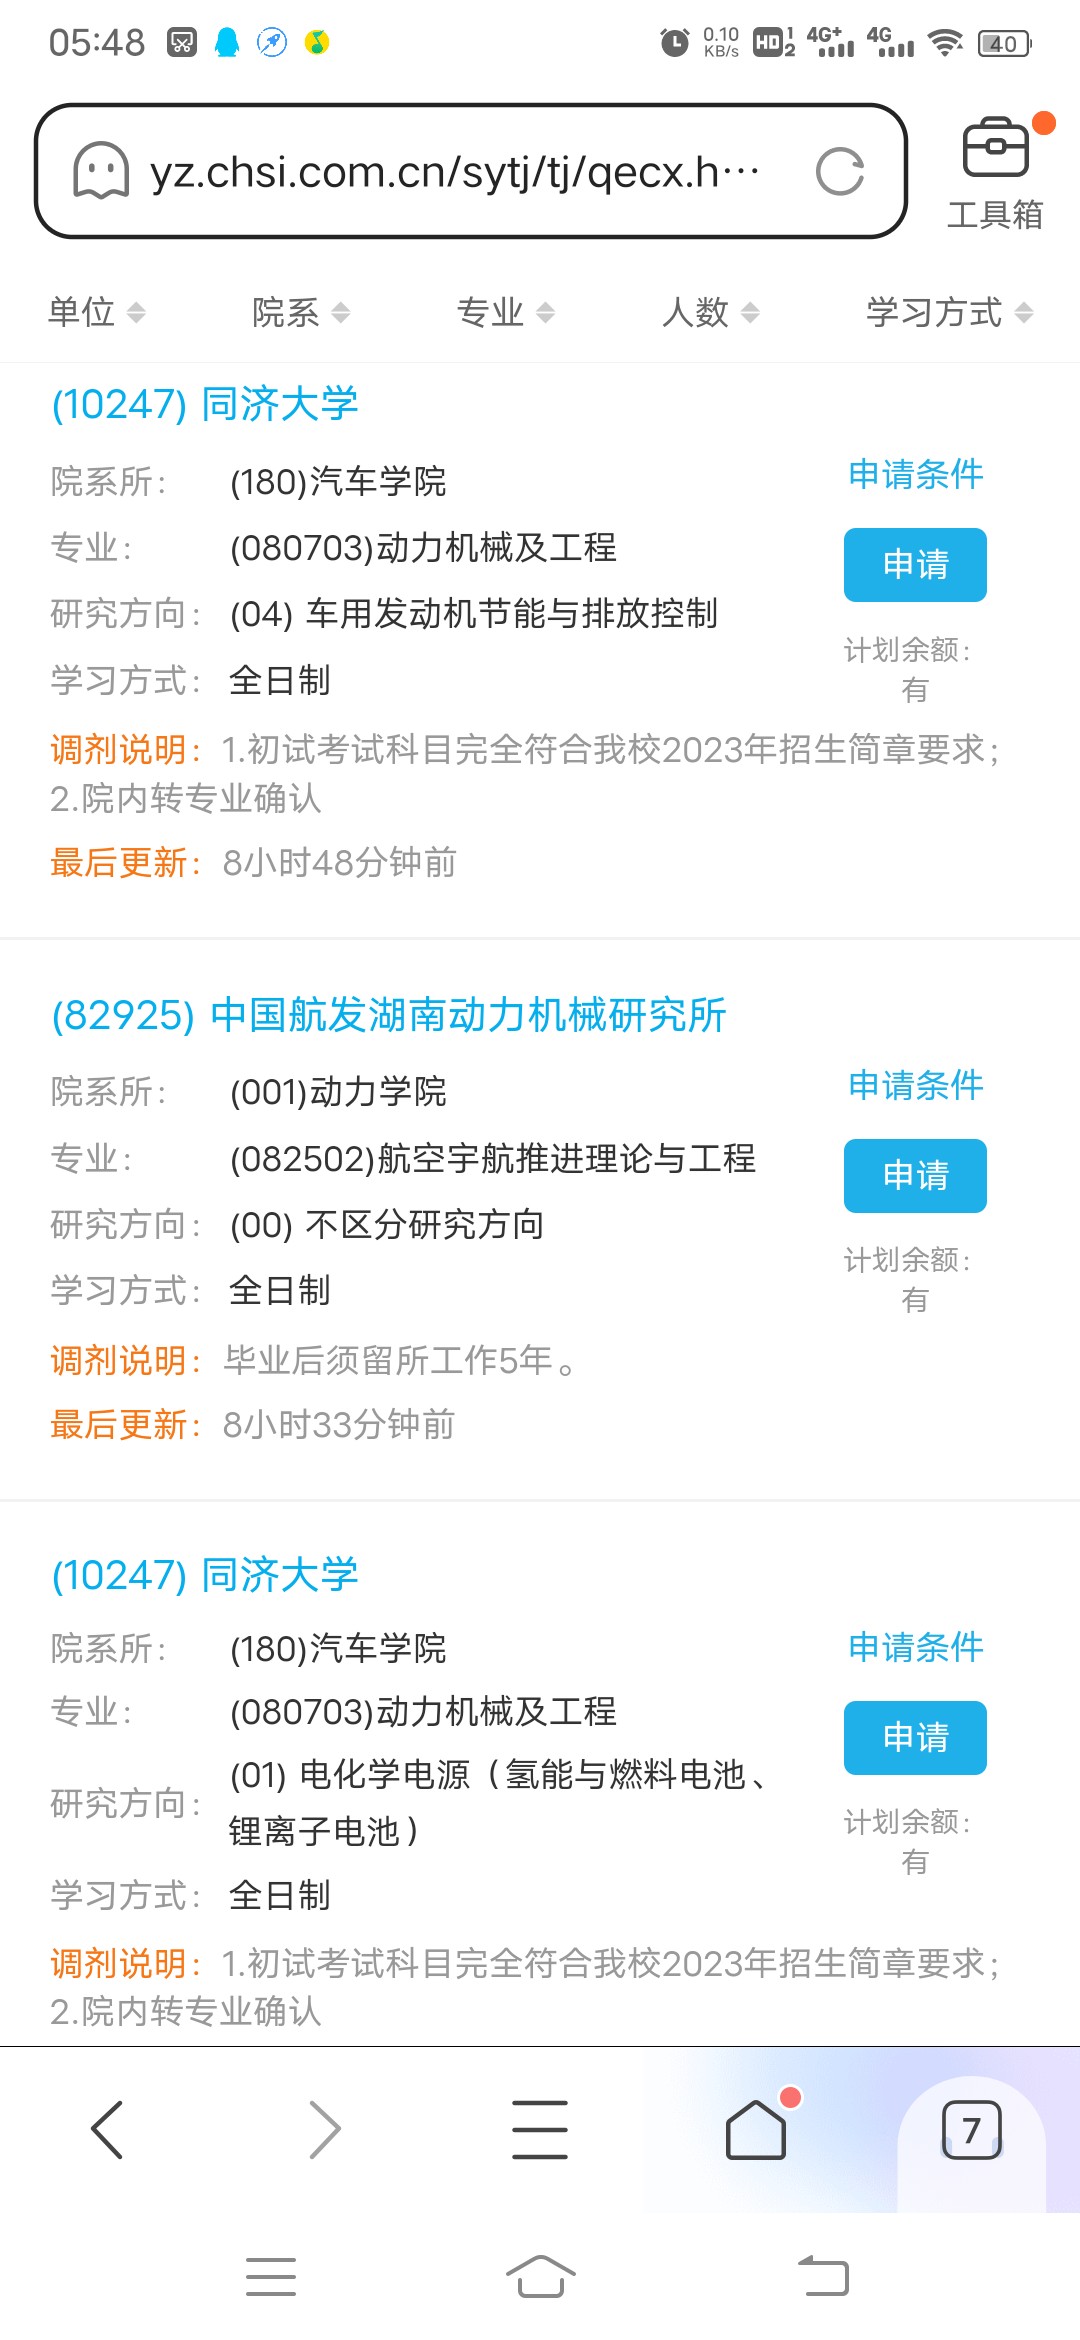 05:48 0.10 KB/s HD 1 2 4G+ 4G 40
yz.chsi.com.cn/sytj/tj/qecx.h…
工具箱
单位 院系 专业 人数 学习方式
(10247) 同济大学
院系所： (180)汽车学院 申请条件
专业： (080703)动力机械及工程 申请
研究方向： (04) 车用发动机节能与排放控制
计划余额：
学习方式： 全日制 有
调剂说明： 1.初试考试科目完全符合我校2023年招生简章要求；
2.院内转专业确认
最后更新： 8小时48分钟前
(82925) 中国航发湖南动力机械研究所
院系所： (001)动力学院 申请条件
专业： (082502)航空宇航推进理论与工程 申请
研究方向： (00) 不区分研究方向
计划余额：
学习方式： 全日制 有
调剂说明： 毕业后须留所工作5年。
最后更新： 8小时33分钟前
(10247) 同济大学
院系所： (180)汽车学院 申请条件
专业： (080703)动力机械及工程 申请
研究方向： (01) 电化学电源（氢能与燃料电池、
锂离子电池）
计划余额：
有
学习方式： 全日制
调剂说明： 1.初试考试科目完全符合我校2023年招生简章要求；
2.院内转专业确认
7